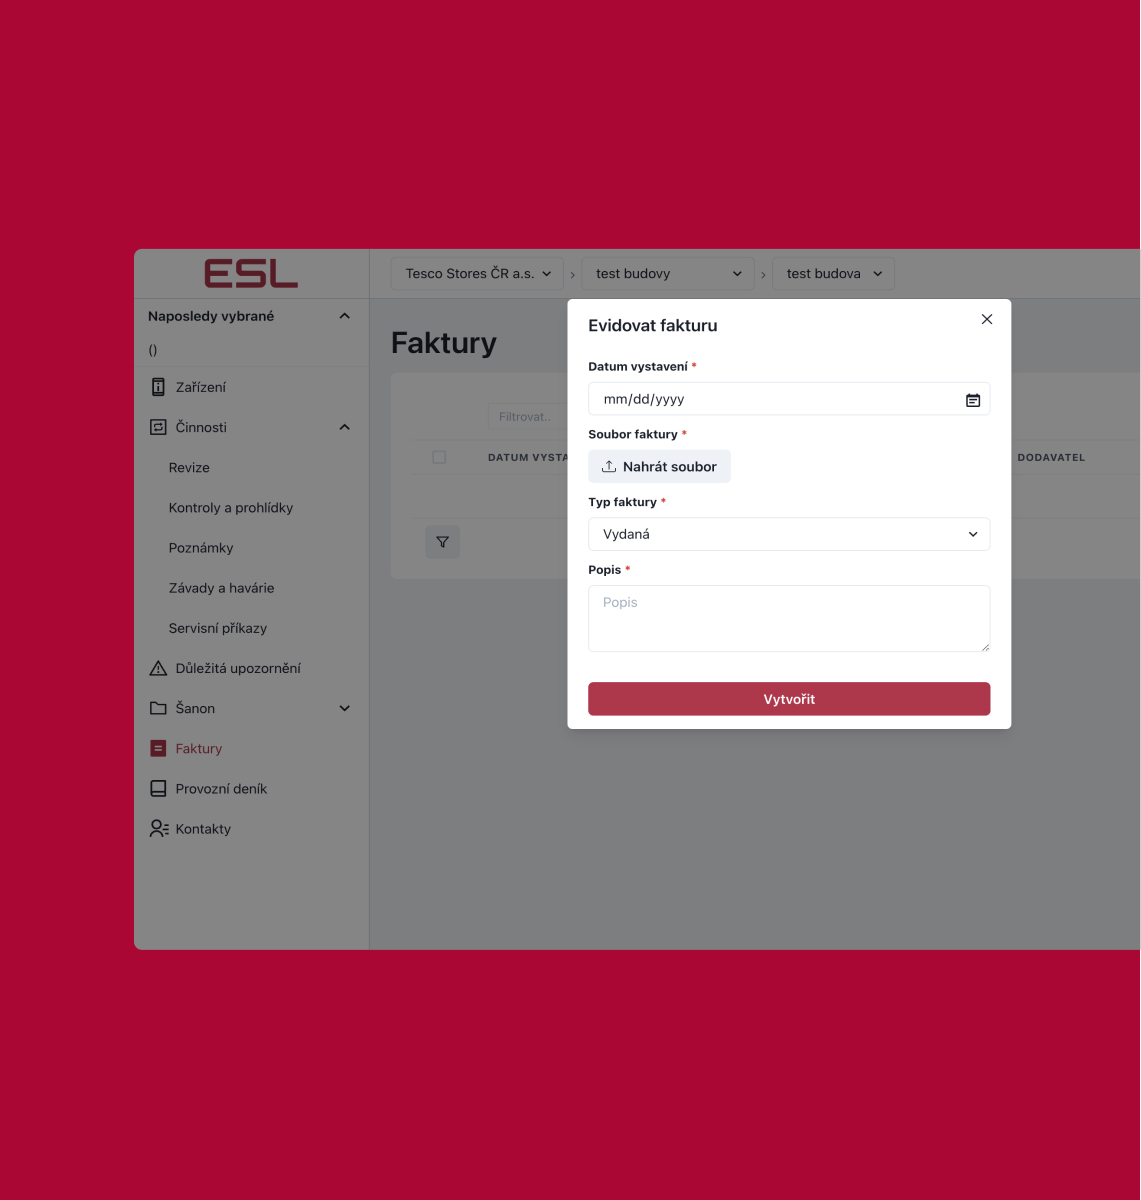 ESL
Tesco Stores ČR a.s.
test budovy
test budova
Naposledy vybrané
()
Zařízení
Činnosti
Revize
Kontroly a prohlídky
Poznámky
Závady a havárie
Servisní příkazy
Důležitá upozornění
Šanon
Faktury
Provozní deník
Kontakty
Faktury
Filtrovat..
DATUM VYSTA
DODAVATEL
Evidovat fakturu
Datum vystavení *
mm/dd/yyyy
Soubor faktury *
Nahrát soubor
Typ faktury *
Vydaná
Popis *
Popis
Vytvořit